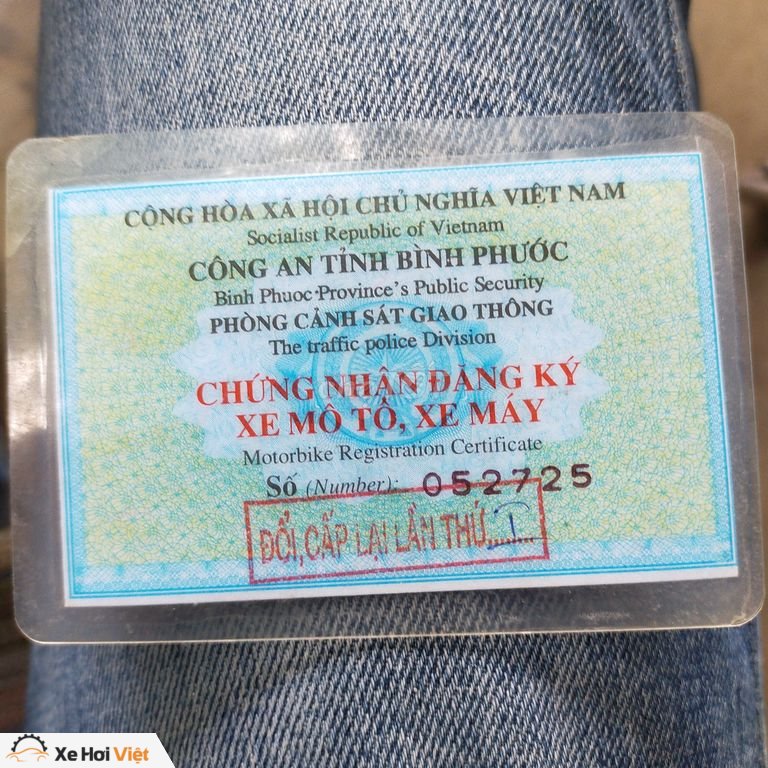 CỘNG HÒA XÃ HỘI CHỦ NGHĨA VIỆT NAM
Socialist Republic of Vietnam
CÔNG AN TỈNH BÌNH PHƯỚC
Binh Phuoc Province's Public Security
PHÒNG CẢNH SÁT GIAO THÔNG
The traffic police Division
CHỨNG NHẬN ĐĂNG KÝ
XE MÔ TÔ, XE MÁY
Motorbike Registration Certificate
Số (Number): 052725
ĐỔI, CẤP LẠI LẦN THỨ...I...
Xe Hơi Việt